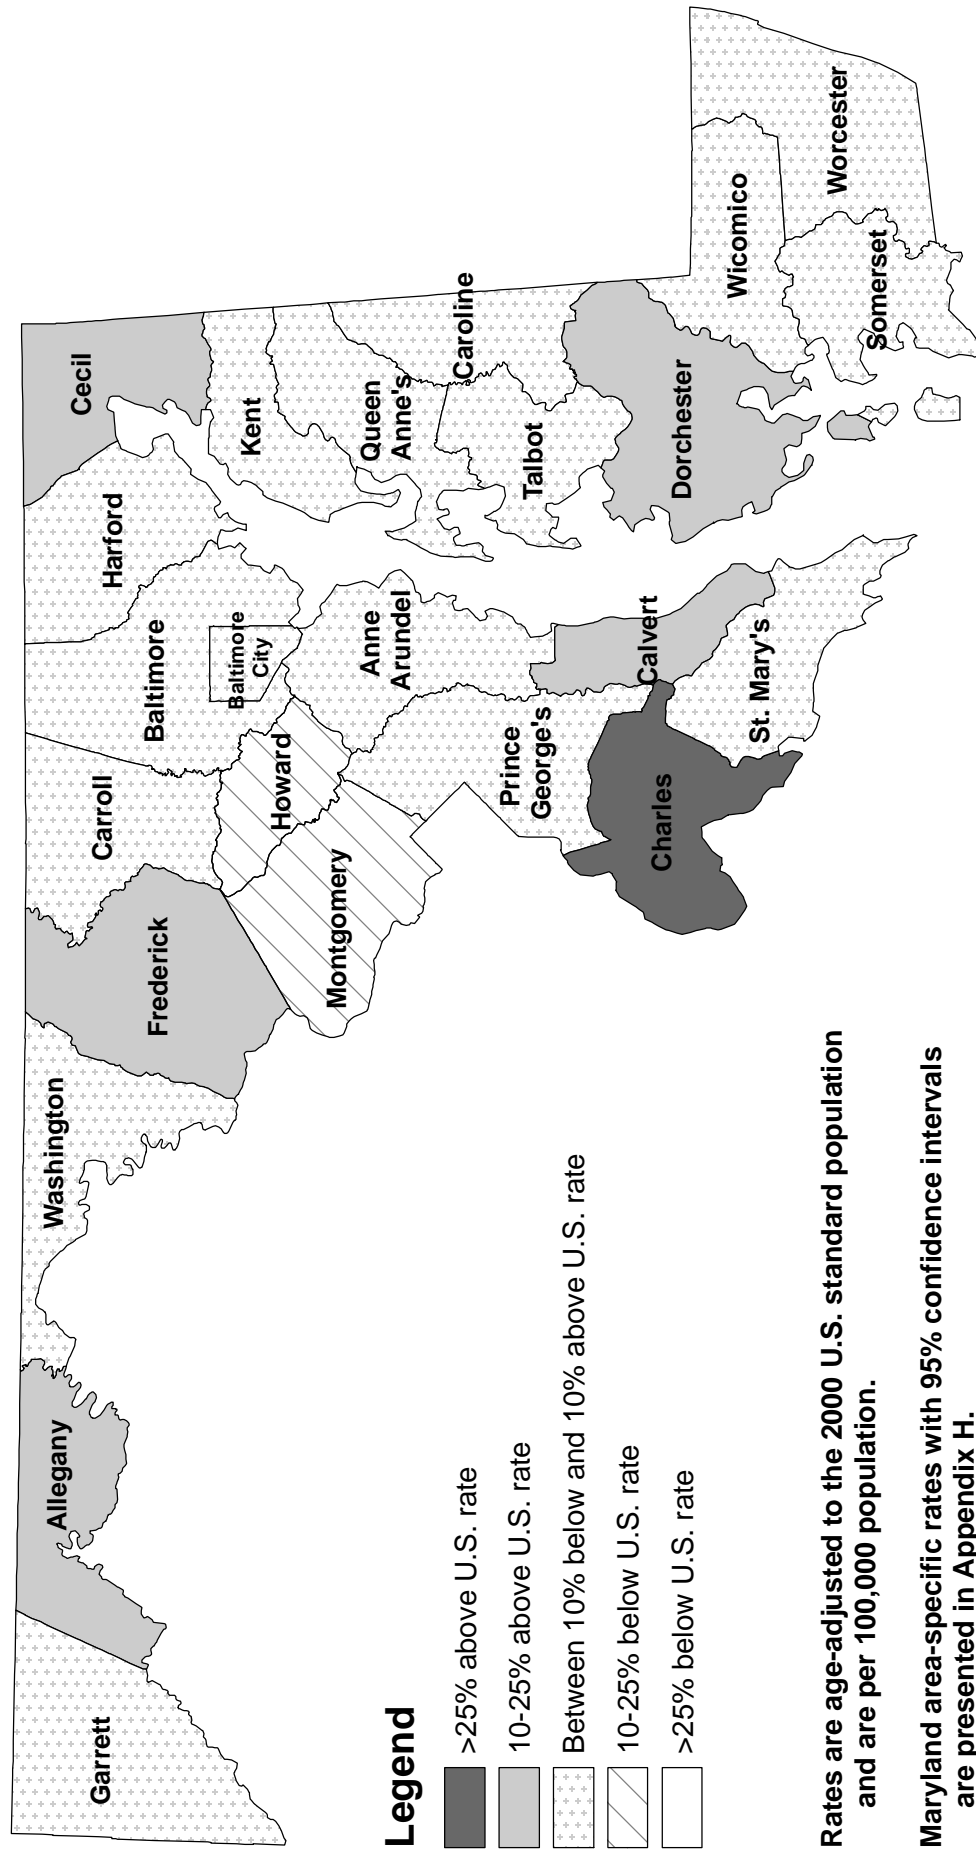 Garrett
Allegany
Washington
Frederick
Carroll
Baltimore
Harford
Cecil
Baltimore
City
Howard
Montgomery
Kent
Queen
Anne's
Anne
Arundel
Caroline
Talbot
Prince
George's
Calvert
Charles
St. Mary's
Dorchester
Wicomico
Worcester
Somerset
Legend
>25% above U.S. rate
10-25% above U.S. rate
Between 10% below and 10% above U.S. rate
10-25% below U.S. rate
>25% below U.S. rate
Rates are age-adjusted to the 2000 U.S. standard population
and are per 100,000 population.
Maryland area-specific rates with 95% confidence intervals
are presented in Appendix H.